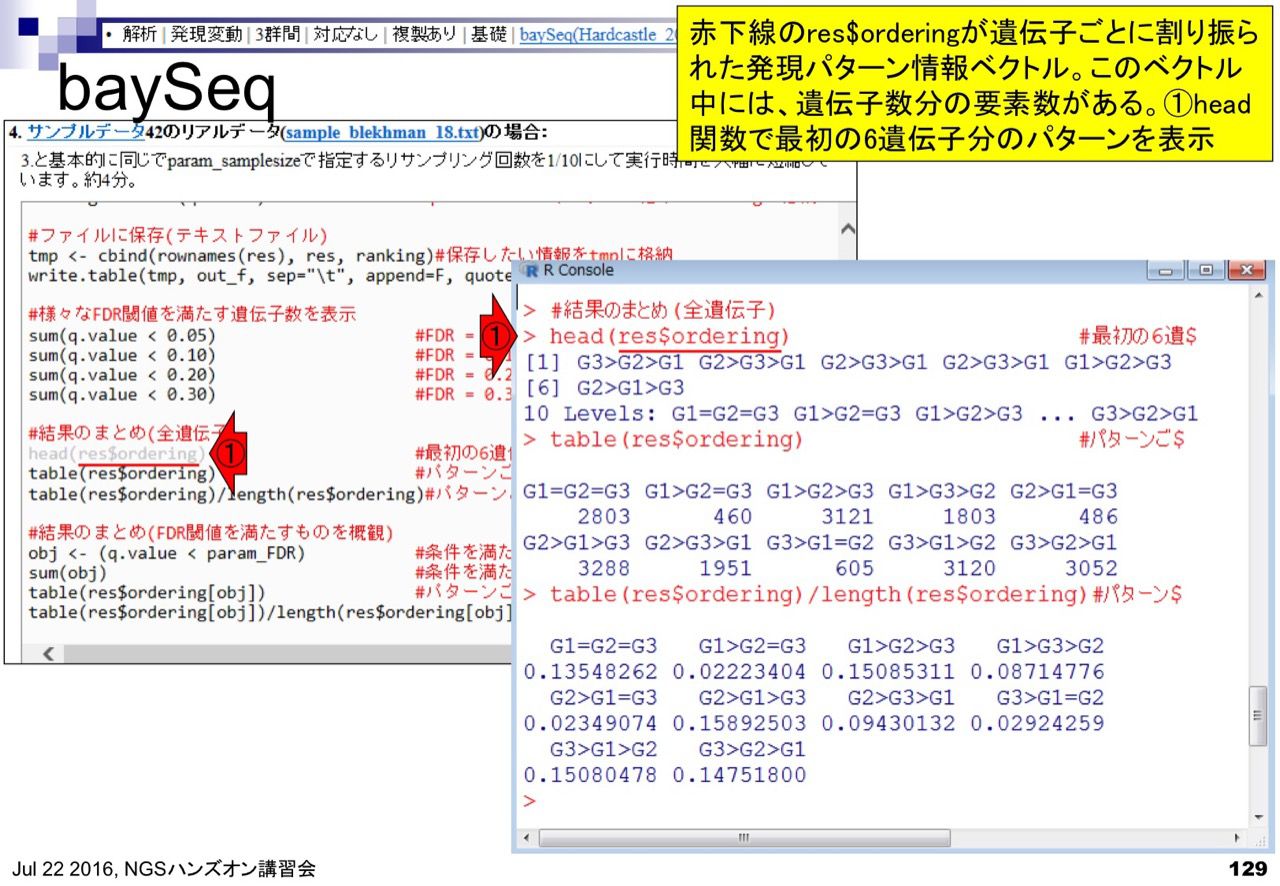 ・解析 | 発現変動 | 3群間 | 対応なし | 複製あり | 基礎 | baySeq(Hardcastle_20
baySeq
赤下線のres$orderingが遺伝子ごとに割り振ら
れた発現パターン情報ベクトル。このベクトル
中には、遺伝子数分の要素数がある。①head
関数で最初の6遺伝子分のパターンを表示
4. サンプルデータ42のリアルデータ(sample_blekhman_18.txt)の場合:
3.と基本的に同じでparam_samplesizeで指定するリサンプリング回数を1/10にして実行時
います。約4分。
#ファイルに保存(テキストファイル)
tmp <- cbind(rownames(res), res, ranking)#保存したい情報をtmpに格納
write.table(tmp, out_f, sep="\t", append=F, quote
#様々なFDR閾値を満たす遺伝子数を表示
sum(q.value < 0.05) #FDR =
sum(q.value < 0.10) #FDR =
sum(q.value < 0.20) #FDR = 0.2
sum(q.value < 0.30) #FDR = 0.3
#結果のまとめ(全遺伝子
head(res$ordering) ① #最初の6遺
table(res$ordering) #パターンご
table(res$ordering)/length(res$ordering)#パターン
#結果のまとめ(FDR閾値を満たすものを概観)
obj <- (q.value < param_FDR) #条件を満た
sum(obj) #条件を満た
table(res$ordering[obj]) #パターンご
table(res$ordering[obj])/length(res$ordering[obj]
R Console
> #結果のまとめ(全遺伝子)
① > head(res$ordering) #最初の6遺$
[1] G3>G2>G1 G2>G3>G1 G2>G3>G1 G2>G3>G1 G1>G2>G3
[6] G2>G1>G3
10 Levels: G1=G2=G3 G1>G2=G3 G1>G2>G3 ... G3>G2>G1
> table(res$ordering) #パターンご$
G1=G2=G3 G1>G2=G3 G1>G2>G3 G1>G3>G2 G2>G1=G3
2803 460 3121 1803 486
G2>G1>G3 G2>G3>G1 G3>G1=G2 G3>G1>G2 G3>G2>G1
3288 1951 605 3120 3052
> table(res$ordering)/length(res$ordering)#パターン$
G1=G2=G3 G1>G2=G3 G1>G2>G3 G1>G3>G2
0.13548262 0.02223404 0.15085311 0.08714776
G2>G1=G3 G2>G1>G3 G2>G3>G1 G3>G1=G2
0.02349074 0.15892503 0.09430132 0.02924259
G3>G1>G2 G3>G2>G1
0.15080478 0.14751800
>
Jul 22 2016, NGSハンズオン講習会
129